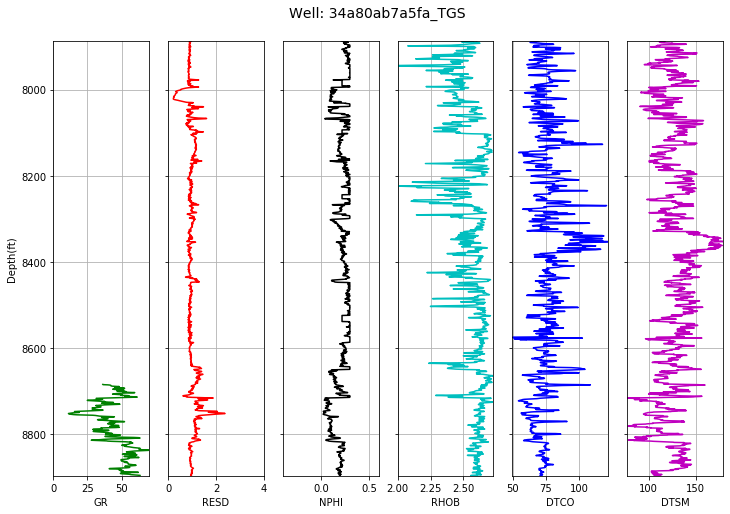 Well: 34a80ab7a5fa_TGS
Depth(ft)
8000
8200
8400
8600
8800
0 25 50
GR
0 2 4
RESD
0.0 0.5
NPHI
2.00 2.25 2.50
RHOB
50 75 100
DTCO
100 150
DTSM